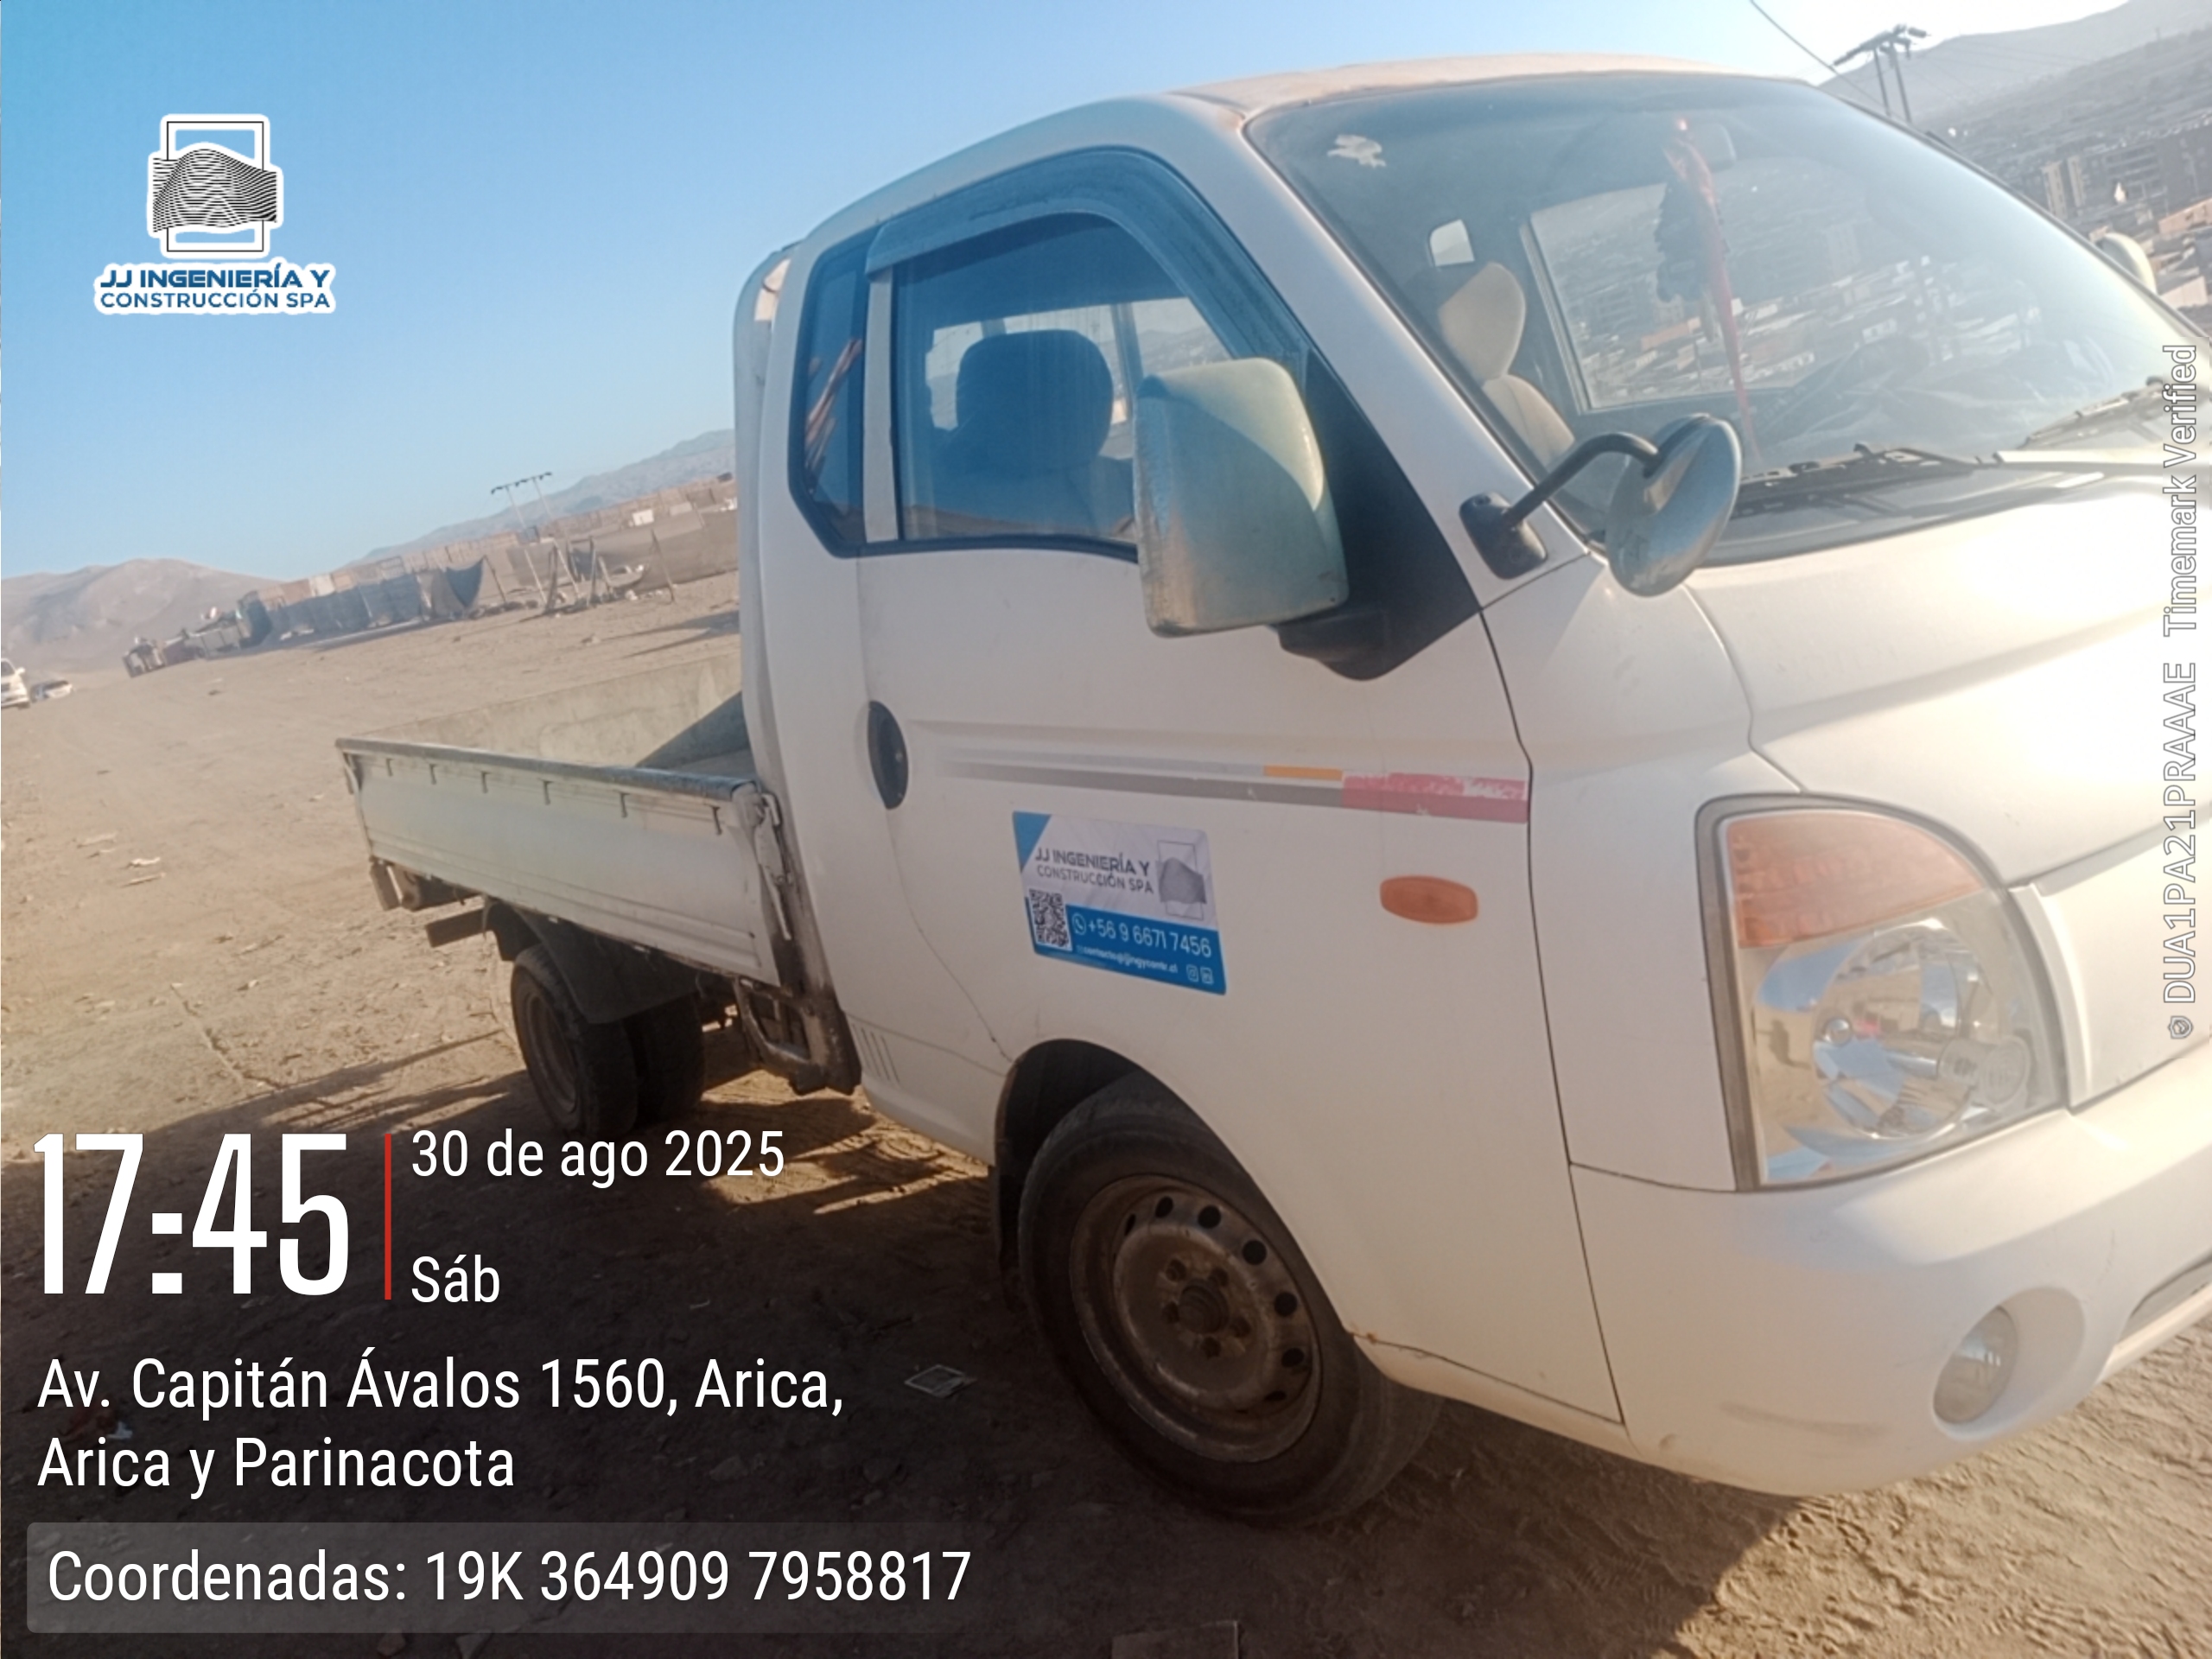 JJ INGENIERÍA Y
CONSTRUCCIÓN SPA
JJ INGENIERÍA Y
CONSTRUCCIÓN SPA
+56 9 6671 7456
17:45
30 de ago 2025
Sáb
Av. Capitán Ávalos 1560, Arica,
Arica y Parinacota
Coordenadas: 19K 364909 7958817
© DUA1PA21PRAAAE Timemark Verified